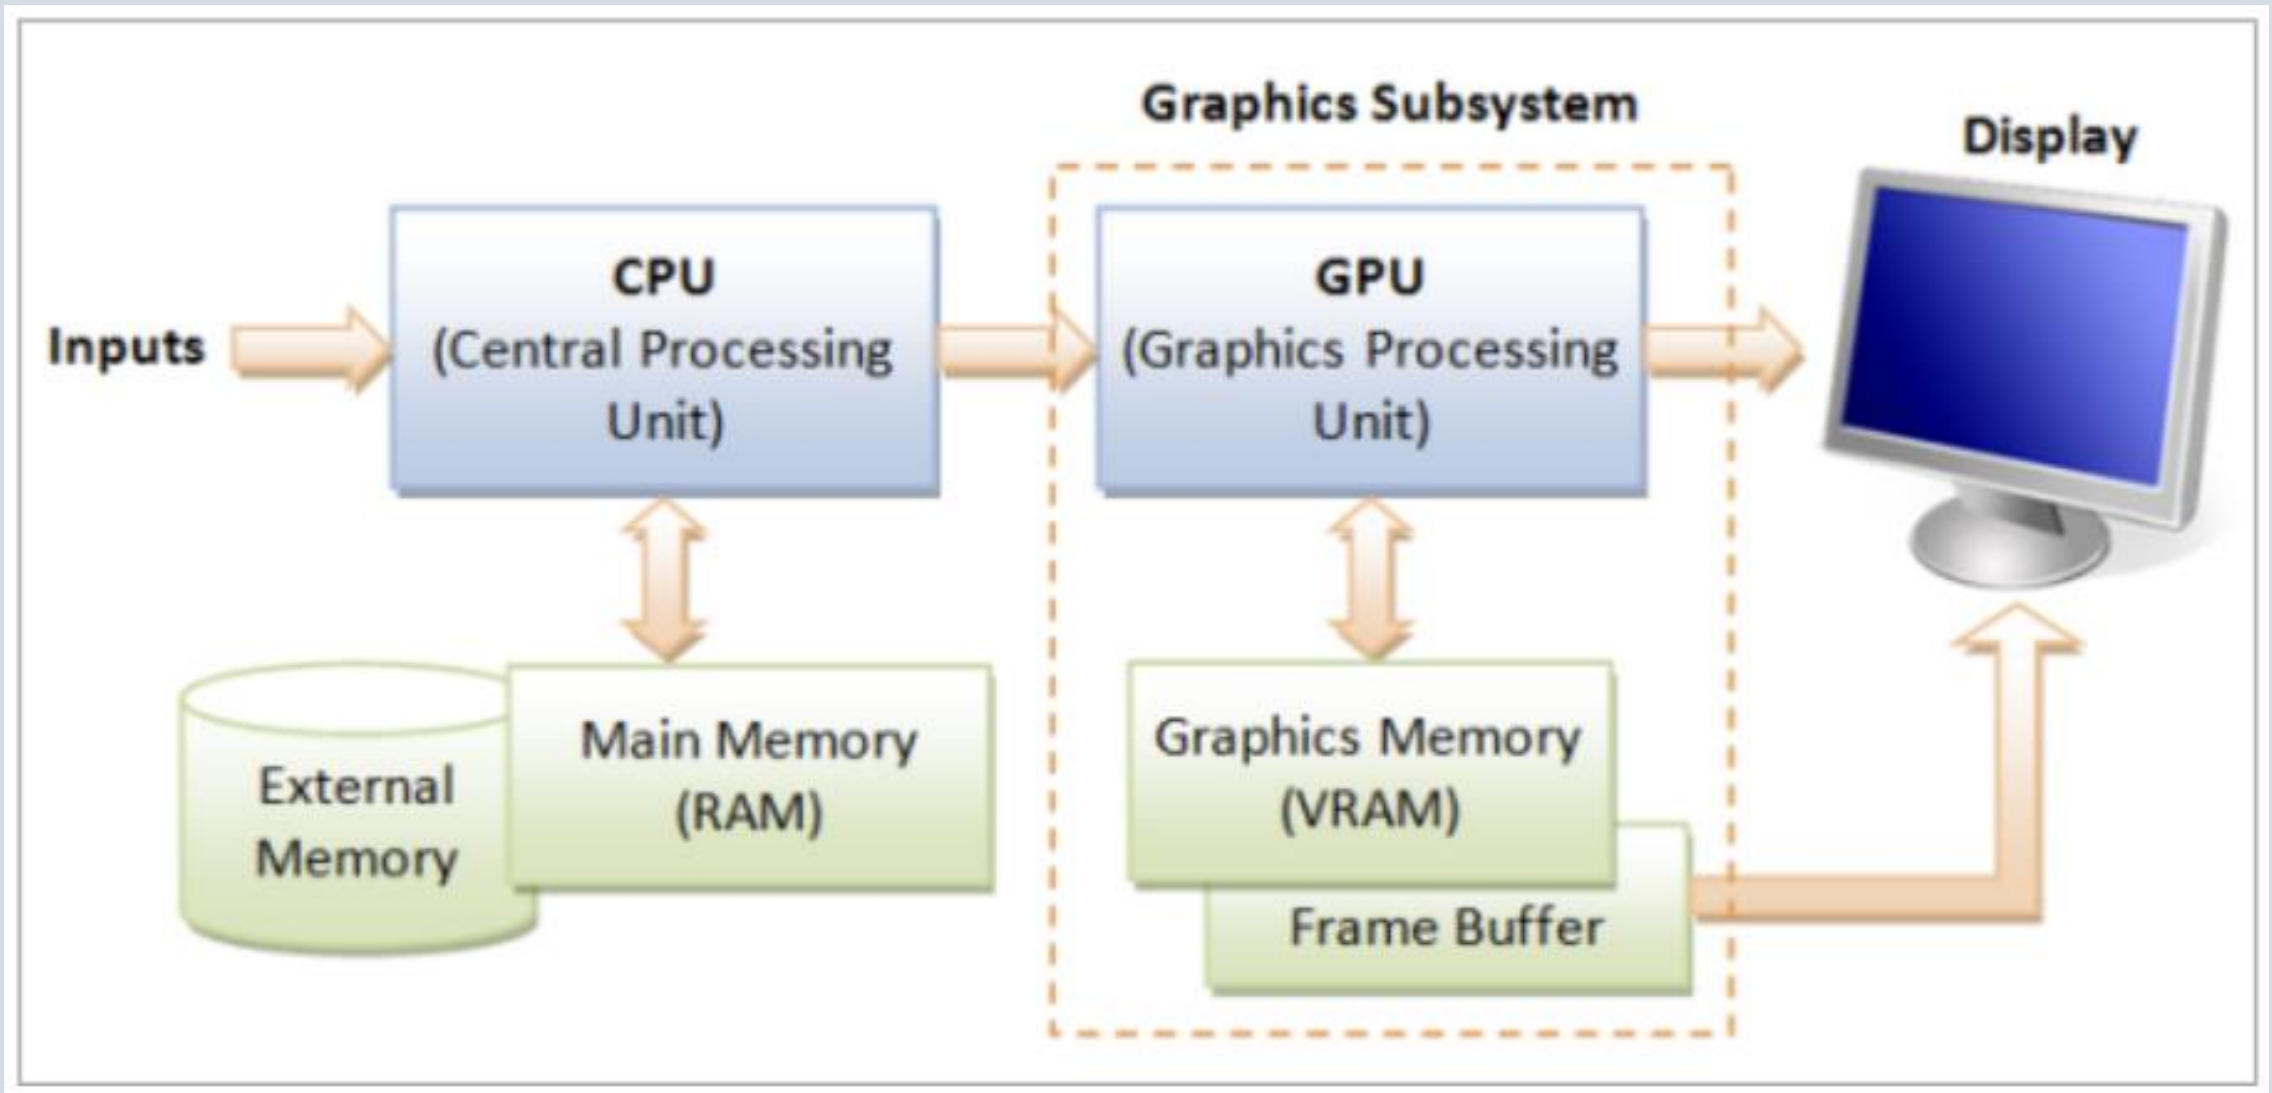 Graphics Subsystem
Display
Inputs
CPU
(Central Processing
Unit)
GPU
(Graphics Processing
Unit)
External
Memory
Main Memory
(RAM)
Graphics Memory
(VRAM)
Frame Buffer